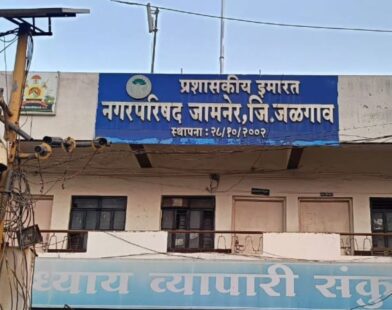 प्रशासकीय इमारत
नगरपरिषद जामनेर,जि.जळगाव
स्थापना : २८/१०/२००२
ध्याय व्यापारी संकु